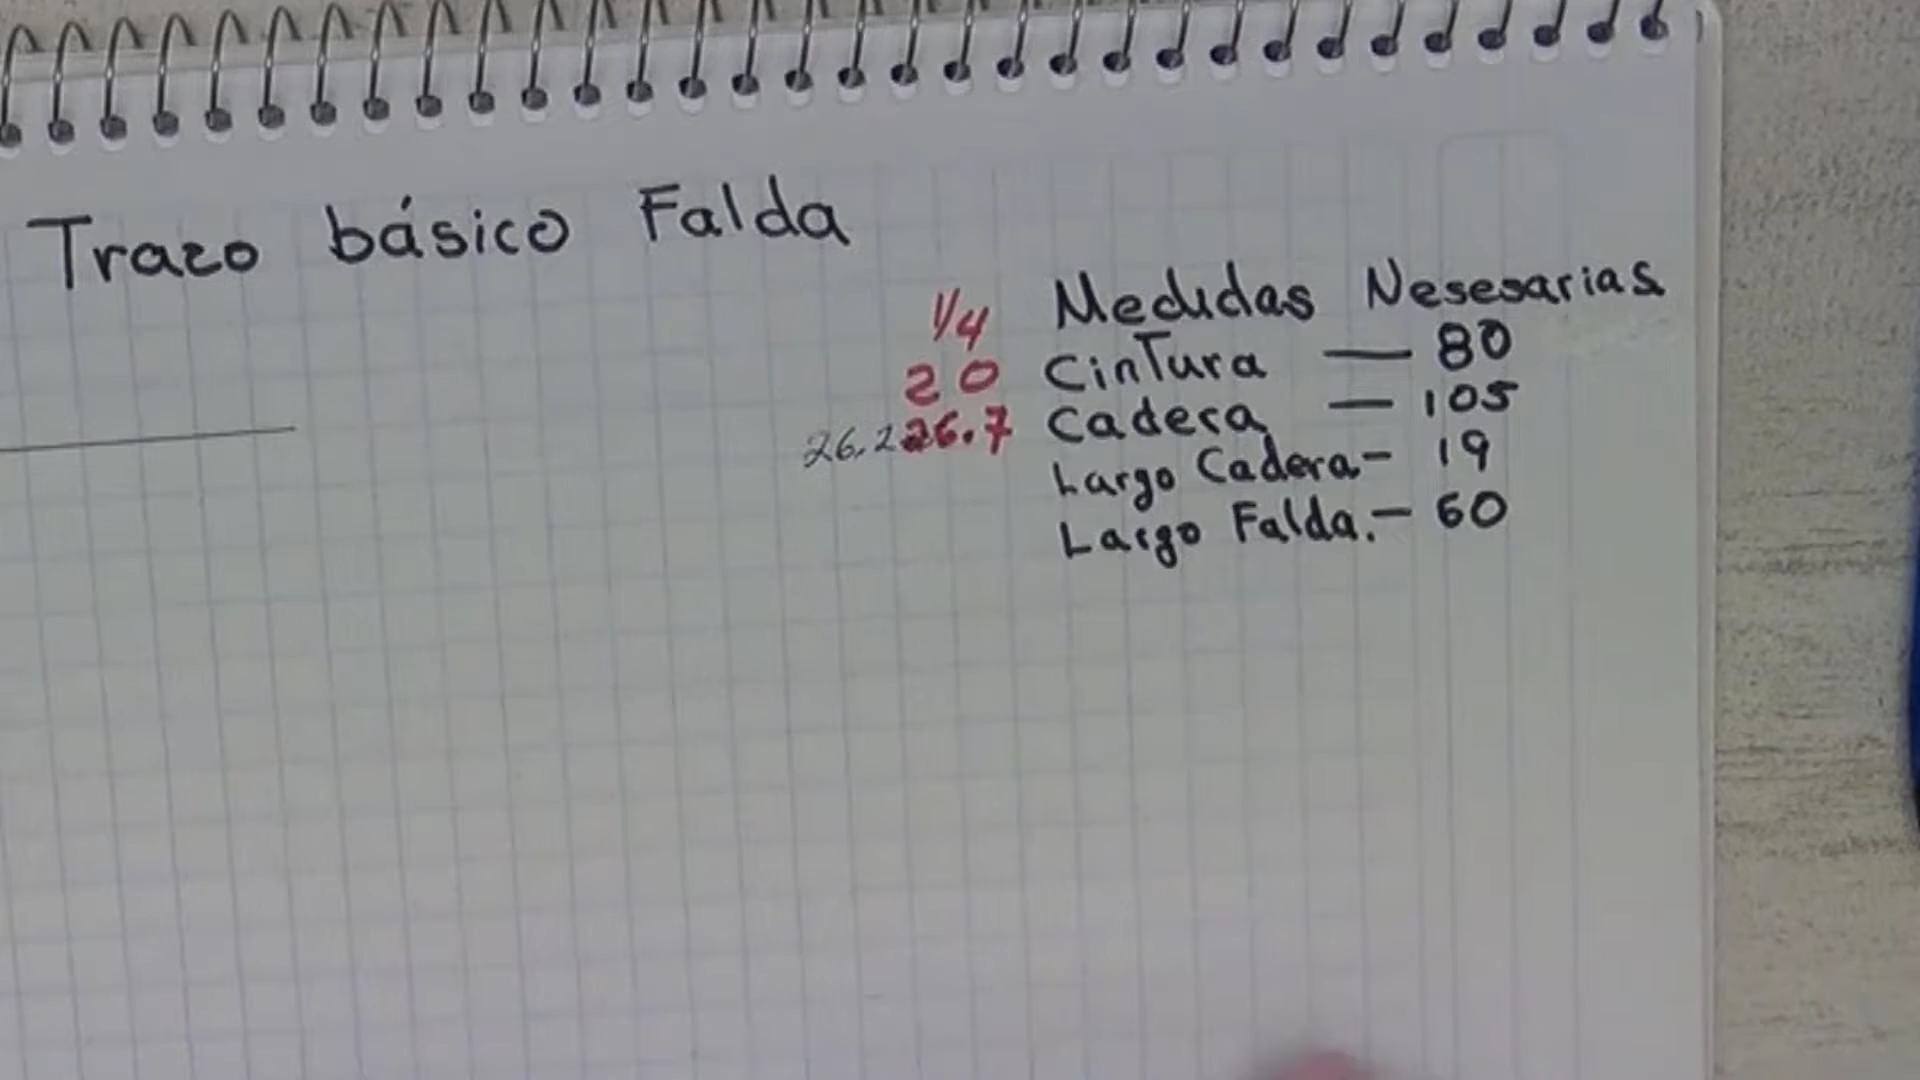 Trazo básico Falda
1/4 Medidas Nesesarias
20 Cintura — 80
26.2 26.7 Cadera — 105
Largo Cadera - 19
Largo Falda. - 60